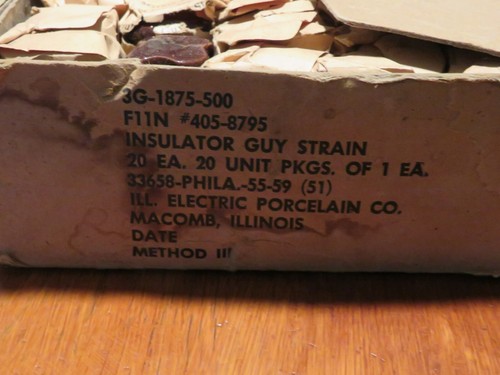 3G-1875-500
F11N #405-8795
INSULATOR GUY STRAIN
20 EA. 20 UNIT PKGS. OF 1 EA.
33658-PHILA.-55-59 (51)
ILL. ELECTRIC PORCELAIN CO.
MACOMB, ILLINOIS
DATE
METHOD III